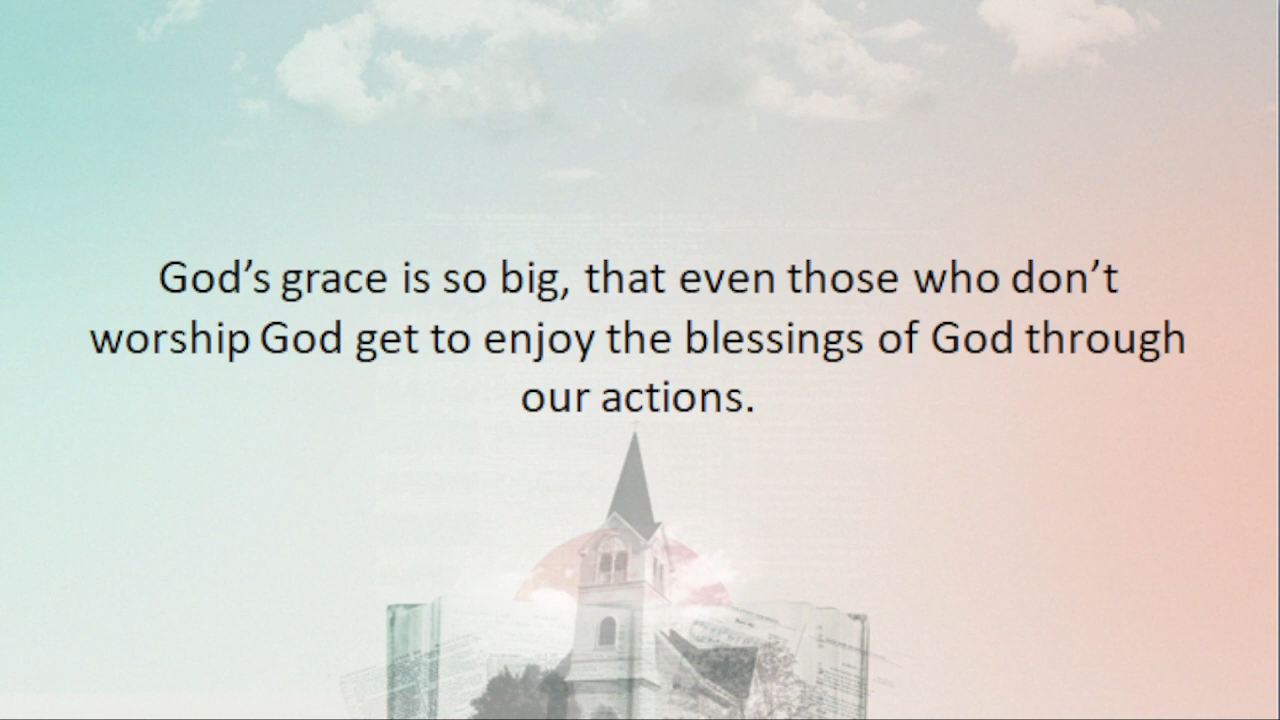 God’s grace is so big, that even those who don’t
worship God get to enjoy the blessings of God through
our actions.